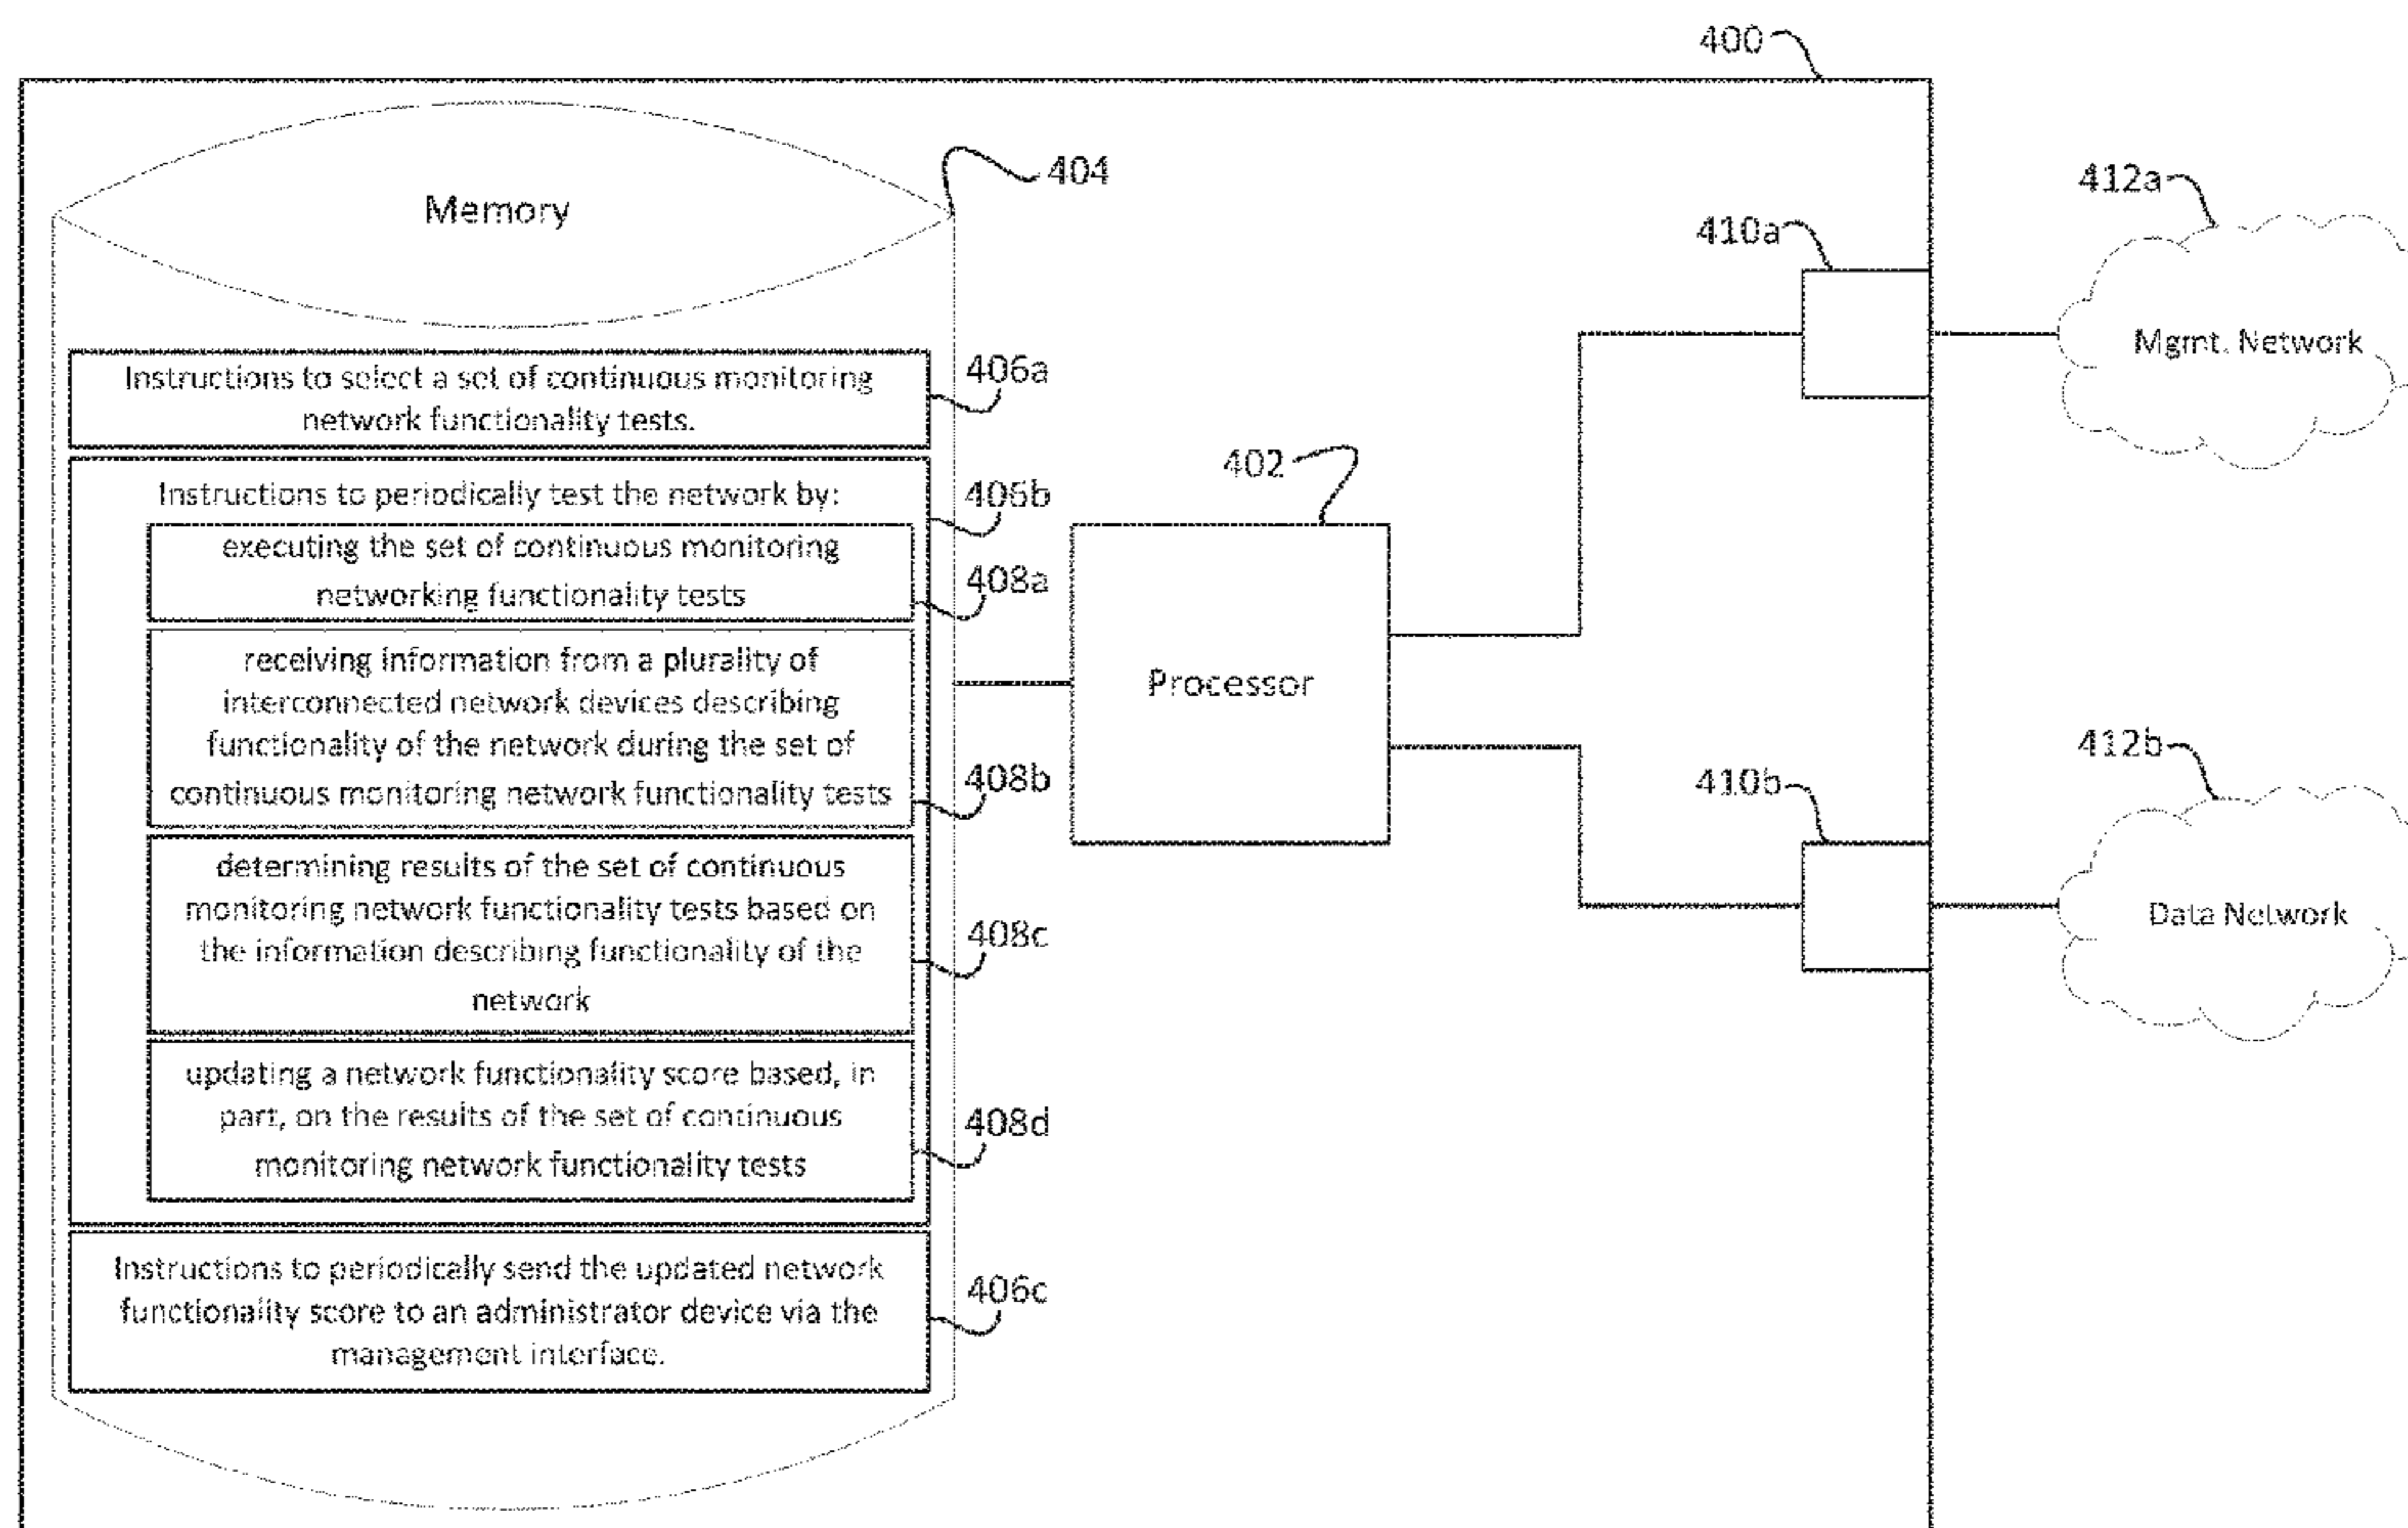 400
404
Memory
412a
410a
Mgmt. Network
406a
Instructions to select a set of continuous monitoring
network functionality tests.
402
406b
Instructions to periodically test the network by:
executing the set of continuous monitoring
408a
networking functionality tests
receiving information from a plurality of
interconnected network devices describing
functionality of the network during the set of
408b
continuous monitoring network functionality tests
Processor
412b
410b
Data Network
determining results of the set of continuous
monitoring network functionality tests based on
408c
the information describing functionality of the
network
updating a network functionality score based, in
part, on the results of the set of continuous
408d
monitoring network functionality tests
Instructions to periodically send the updated network
406c
functionality score to an administrator device via the
management interface.